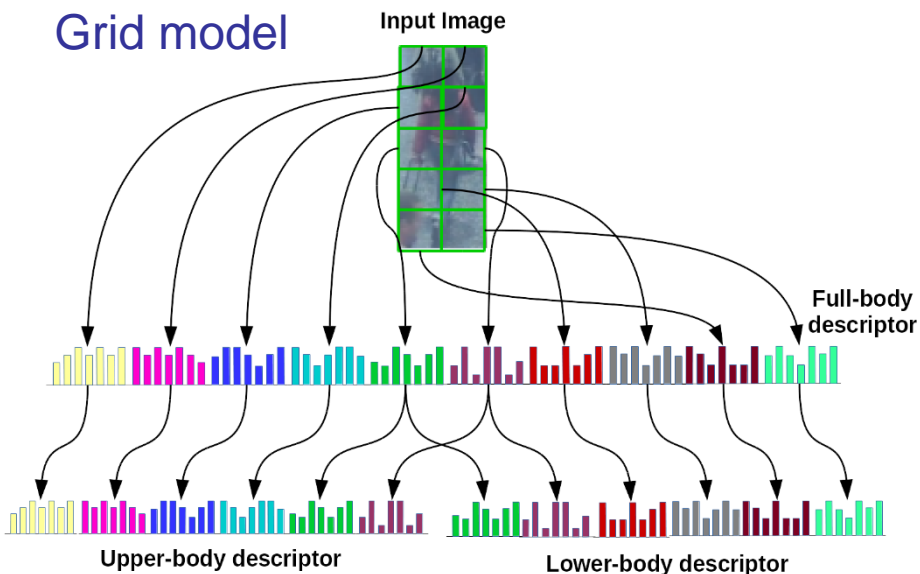 Grid model
Input Image
Full-body
descriptor
Upper-body descriptor
Lower-body descriptor